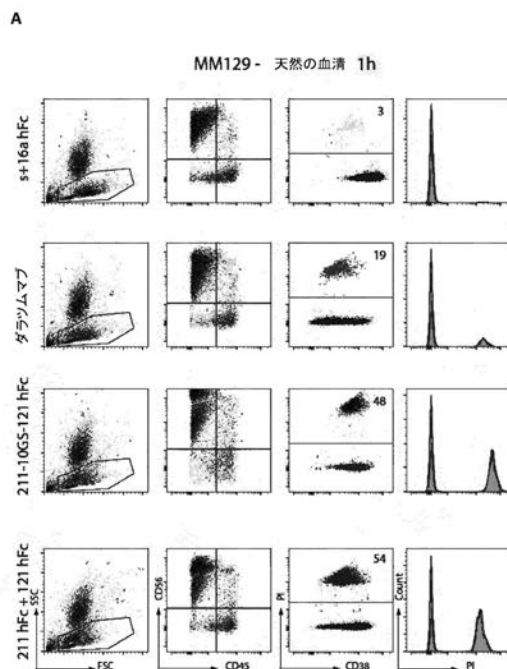 A
MM129 - 天然の血清 1h
s+16a hFc
3
ダラツムマブ
19
211-10GS-121 hFc
48
211 hFc + 121 hFc
54
SSC
CD56
PI
Count
FSC
CD45
CD38
PI